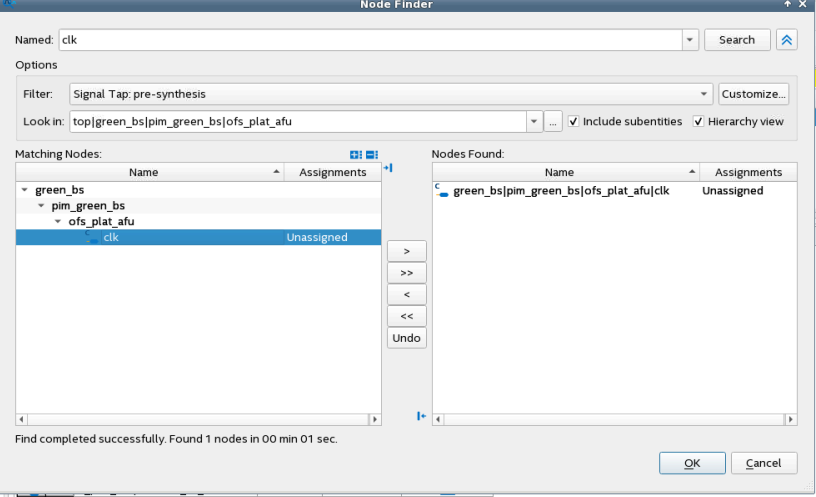 Node Finder
Named: clk Search
Options
Filter: Signal Tap: pre-synthesis Customize...
Look in: top|green_bs|pim_green_bs|ofs_plat_afu ... Include subentities Hierarchy view
Matching Nodes: Nodes Found:
Name Assignments Name Assignments
green_bs green_bs|pim_green_bs|ofs_plat_afu|clk Unassigned
pim_green_bs
ofs_plat_afu
clk Unassigned
>
>>
<
<<
Undo
Find completed successfully. Found 1 nodes in 00 min 01 sec.
OK Cancel